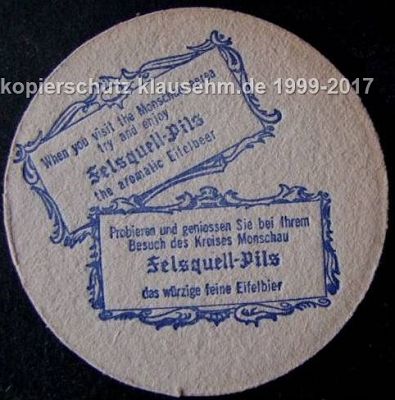 kopierschutz klausehm.de 1999-2017
When you visit the Monschau area
try and enjoy
Felsquell-Pils
the aromatic Eifelbeer
Probieren und geniessen Sie bei Ihrem
Besuch des Kreises Monschau
Felsquell-Pils
das würzige feine Eifelbier